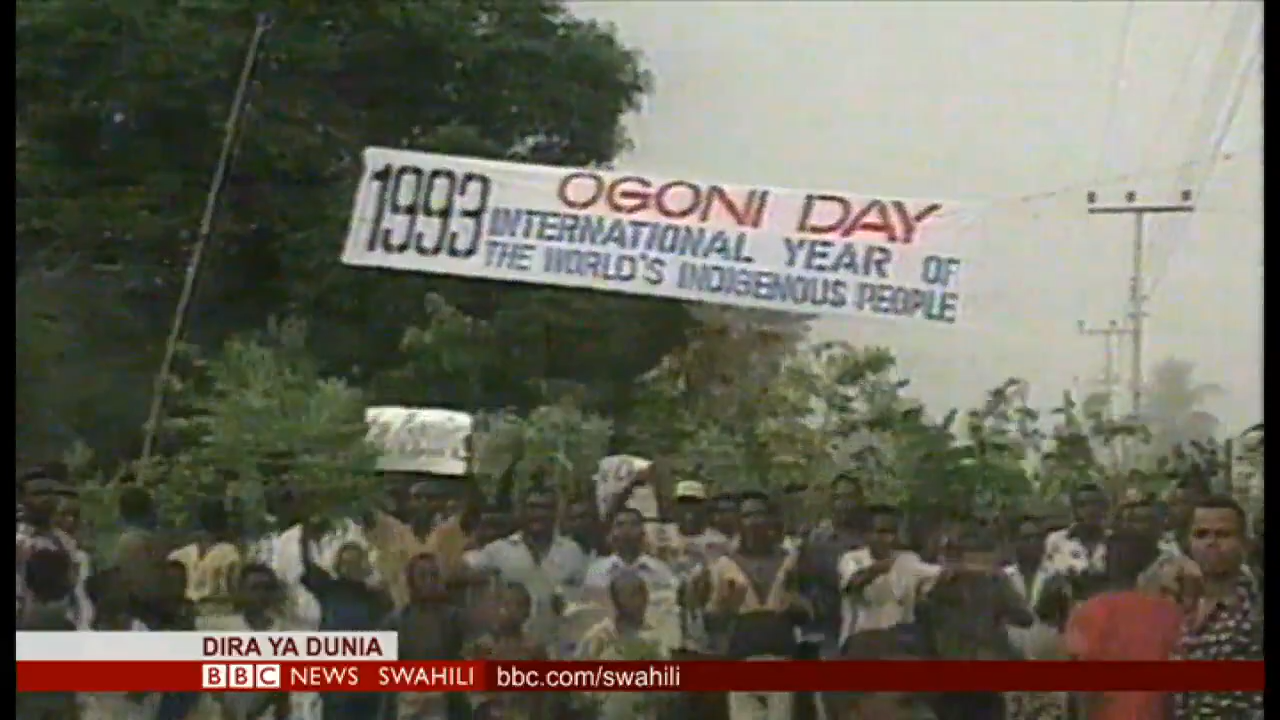 OGONI DAY
1993 INTERNATIONAL YEAR OF
THE WORLD'S INDIGENOUS PEOPLE
DIRA YA DUNIA
BBC NEWS SWAHILI bbc.com/swahili